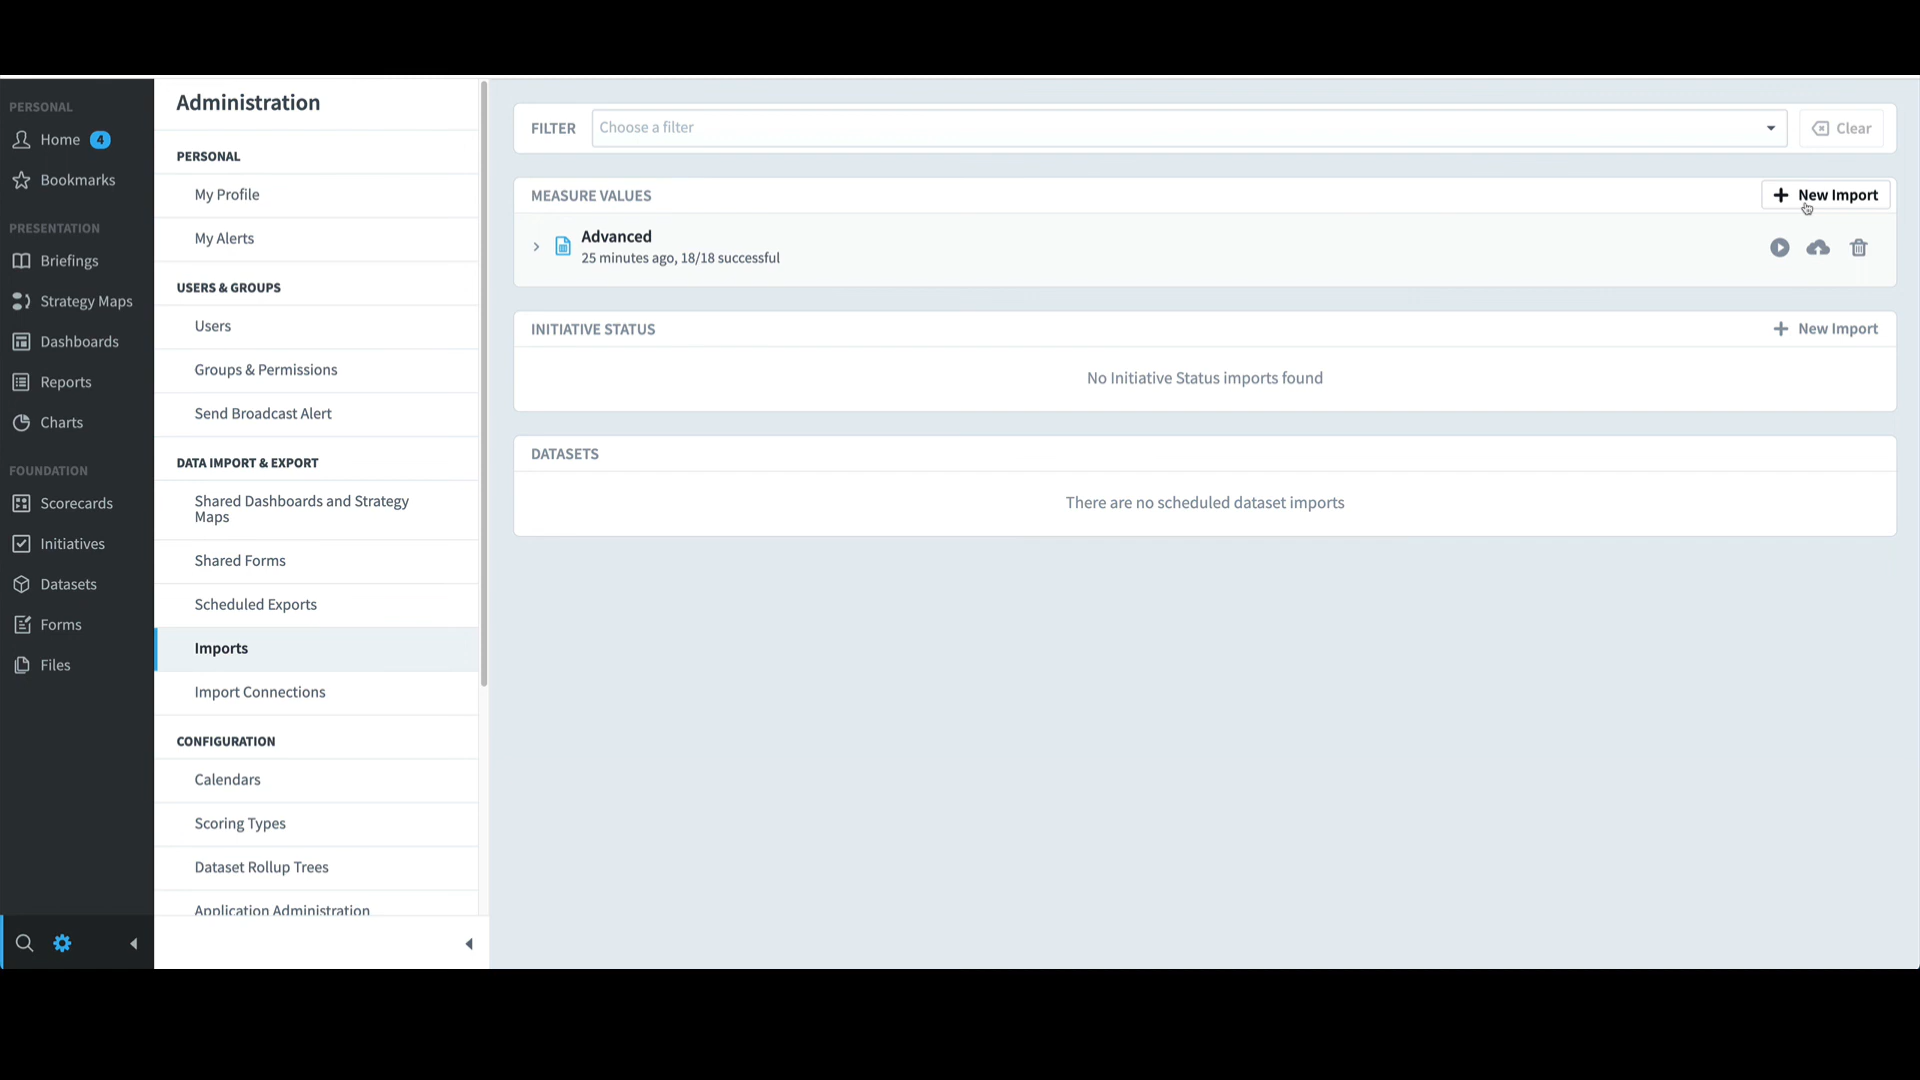 PERSONAL
Home 4
Bookmarks
PRESENTATION
Briefings
Strategy Maps
Dashboards
Reports
Charts
FOUNDATION
Scorecards
Initiatives
Datasets
Forms
Files
Administration
PERSONAL
My Profile
My Alerts
USERS & GROUPS
Users
Groups & Permissions
Send Broadcast Alert
DATA IMPORT & EXPORT
Shared Dashboards and Strategy
Maps
Shared Forms
Scheduled Exports
Imports
Import Connections
CONFIGURATION
Calendars
Scoring Types
Dataset Rollup Trees
Application Administration
FILTER Choose a filter Clear
MEASURE VALUES New Import
Advanced
25 minutes ago, 18/18 successful
INITIATIVE STATUS New Import
No Initiative Status imports found
DATASETS
There are no scheduled dataset imports